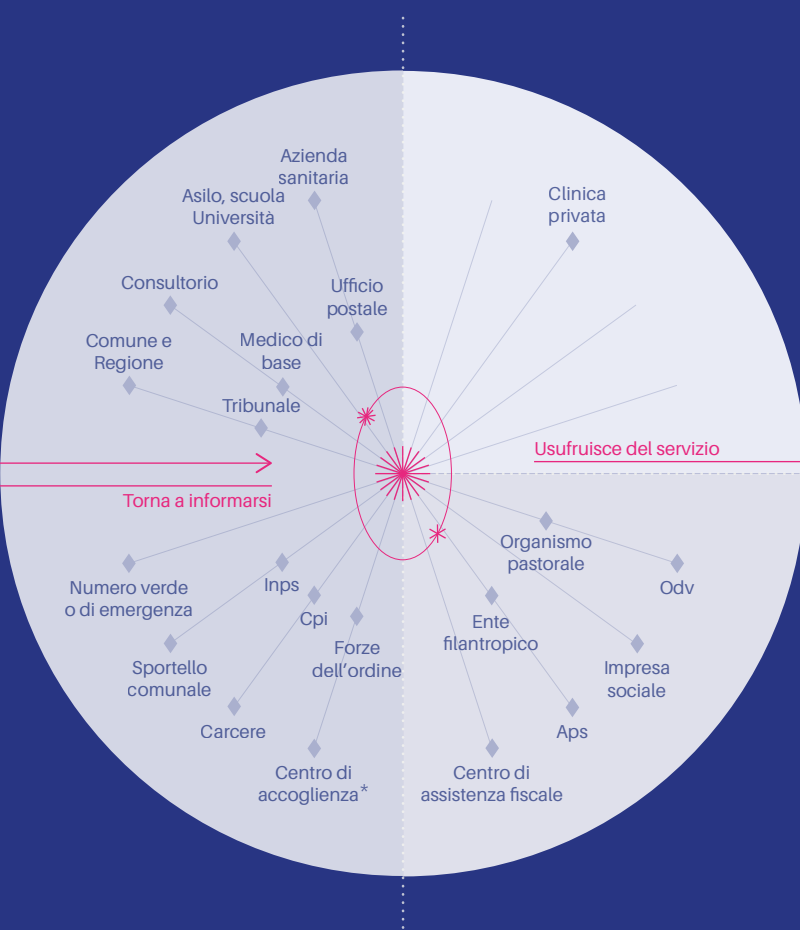 Azienda
sanitaria
Asilo, scuola
Università
Clinica
privata
Consultorio
Ufficio
postale
Comune e
Regione
Medico di
base
Tribunale
Usufruisce del servizio
Torna a informarsi
Organismo
pastorale
Numero verde
o di emergenza
Inps
Odv
Cpi
Ente
filantropico
Forze
dell’ordine
Sportello
comunale
Impresa
sociale
Carcere
Aps
Centro di
accoglienza*
Centro di
assistenza fiscale